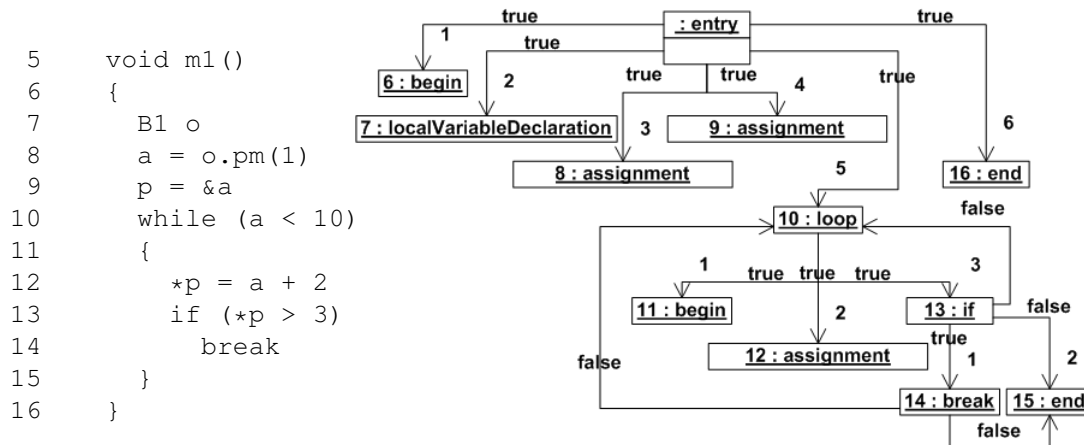 5 void m1()
6 {
7 B1 o
8 a = o.pm(1)
9 p = &a
10 while (a < 10)
11 {
12 *p = a + 2
13 if (*p > 3)
14 break
15 }
16 }
true
: entry
true
1
true
6 : begin
2
true
true
4
true
7 : localVariableDeclaration
3
9 : assignment
6
8 : assignment
5
16 : end
10 : loop
false
1
true
true
true
3
11 : begin
2
13 : if
false
true
12 : assignment
false
1
2
14 : break
15 : end
false